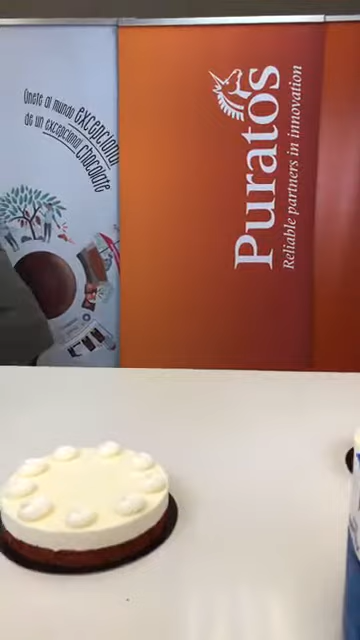 Únete al mundo excepcional
de un excepcional chocolate
Puratos
Reliable partners in innovation